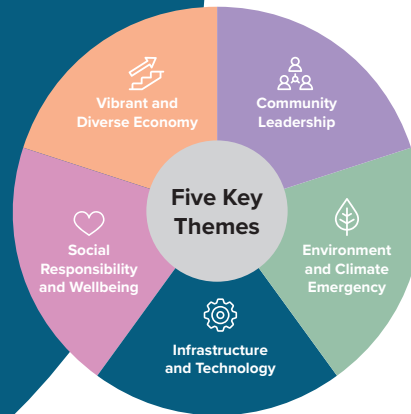 Vibrant and
Diverse Economy
Community
Leadership
Five Key
Themes
Social
Responsibility
and Wellbeing
Environment
and Climate
Emergency
Infrastructure
and Technology